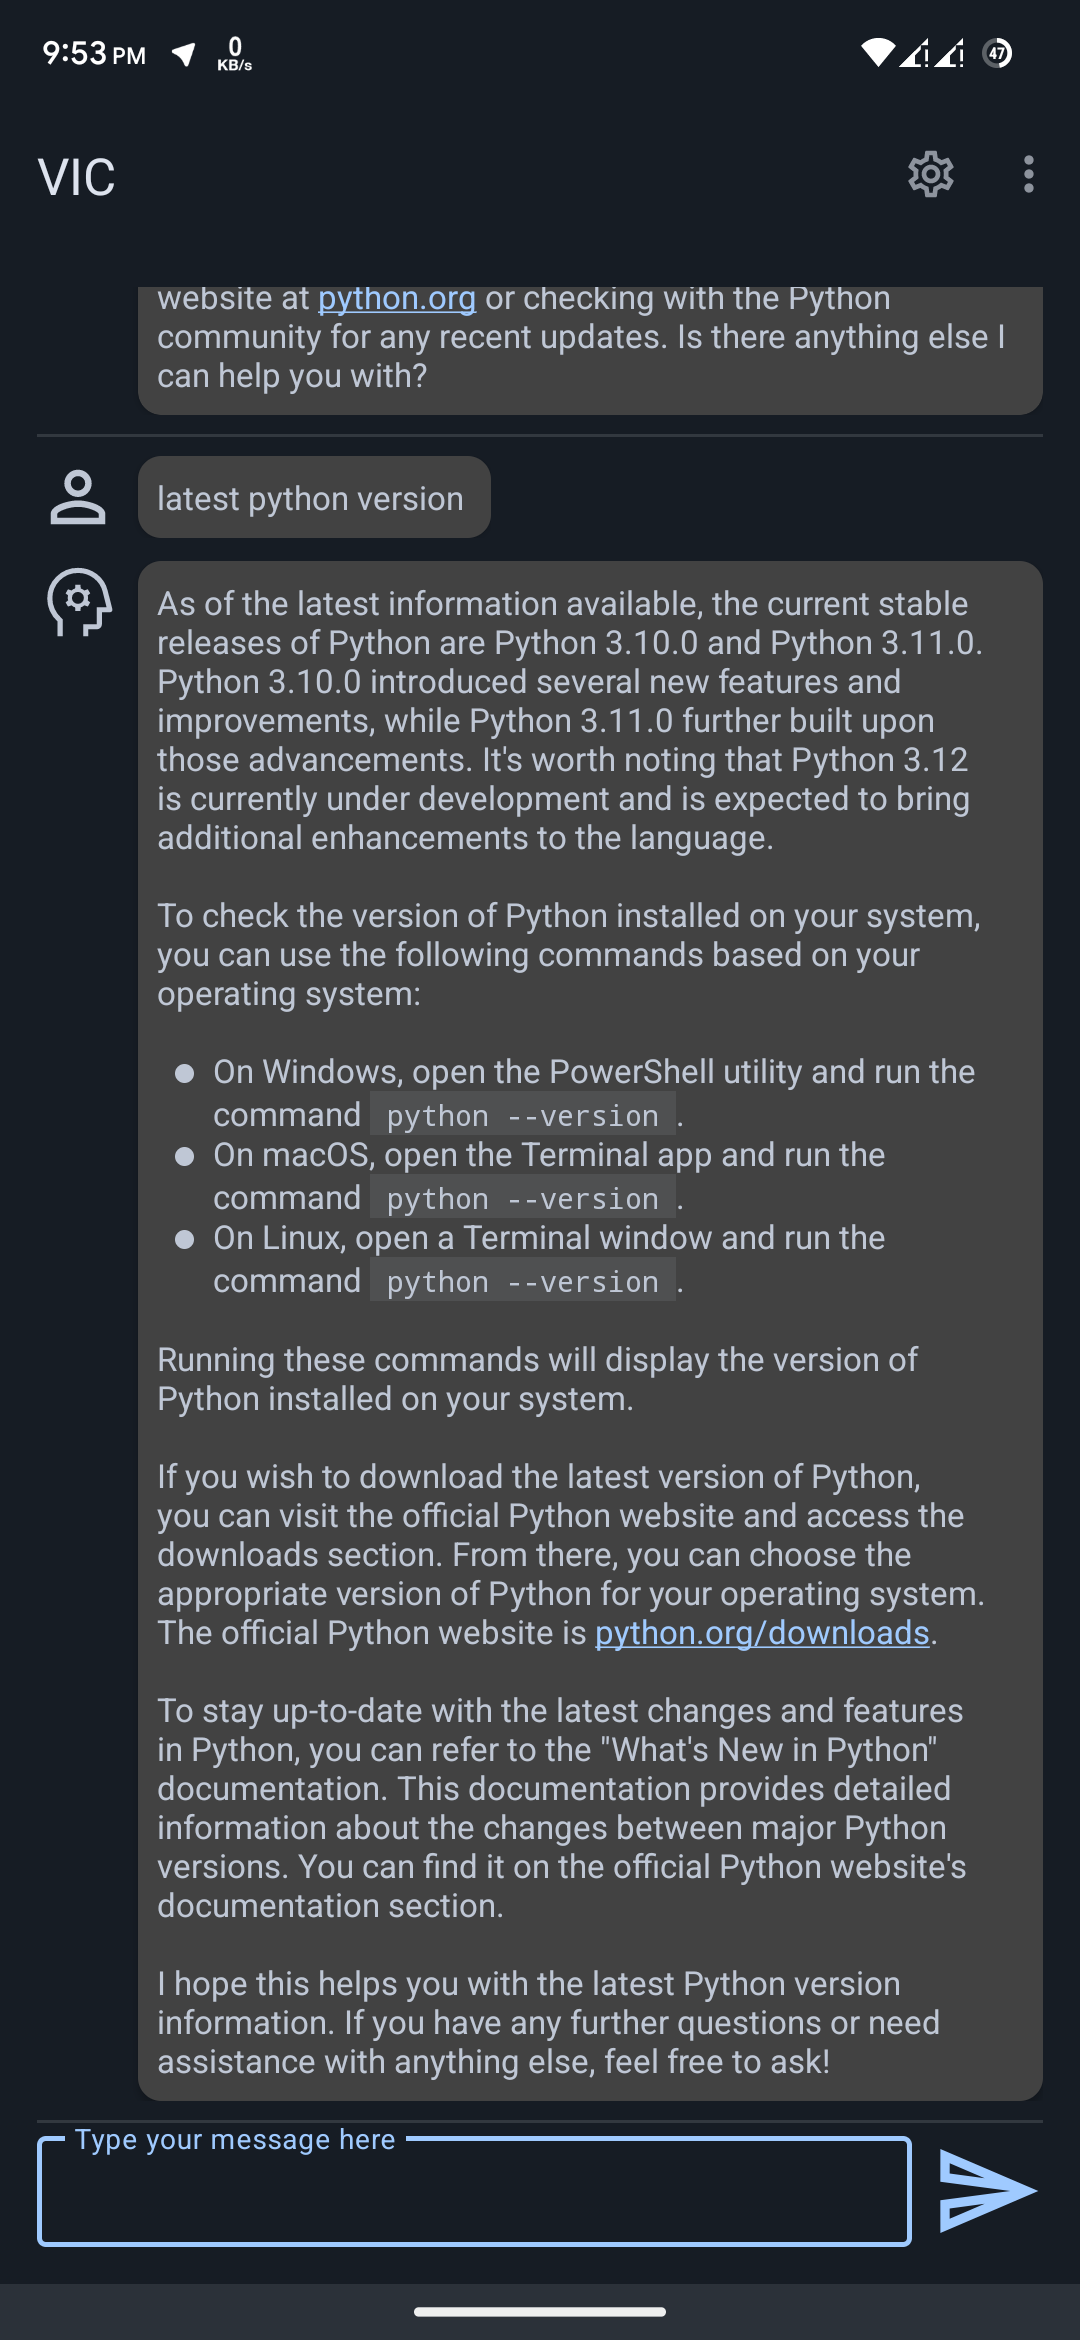 9:53 PM
0
KB/s
47
VIC
website at python.org or checking with the Python
community for any recent updates. Is there anything else I
can help you with?
latest python version
As of the latest information available, the current stable
releases of Python are Python 3.10.0 and Python 3.11.0.
Python 3.10.0 introduced several new features and
improvements, while Python 3.11.0 further built upon
those advancements. It's worth noting that Python 3.12
is currently under development and is expected to bring
additional enhancements to the language.
To check the version of Python installed on your system,
you can use the following commands based on your
operating system:
● On Windows, open the PowerShell utility and run the
command python --version.
● On macOS, open the Terminal app and run the
command python --version.
● On Linux, open a Terminal window and run the
command python --version.
Running these commands will display the version of
Python installed on your system.
If you wish to download the latest version of Python,
you can visit the official Python website and access the
downloads section. From there, you can choose the
appropriate version of Python for your operating system.
The official Python website is python.org/downloads.
To stay up-to-date with the latest changes and features
in Python, you can refer to the "What's New in Python"
documentation. This documentation provides detailed
information about the changes between major Python
versions. You can find it on the official Python website's
documentation section.
I hope this helps you with the latest Python version
information. If you have any further questions or need
assistance with anything else, feel free to ask!
Type your message here